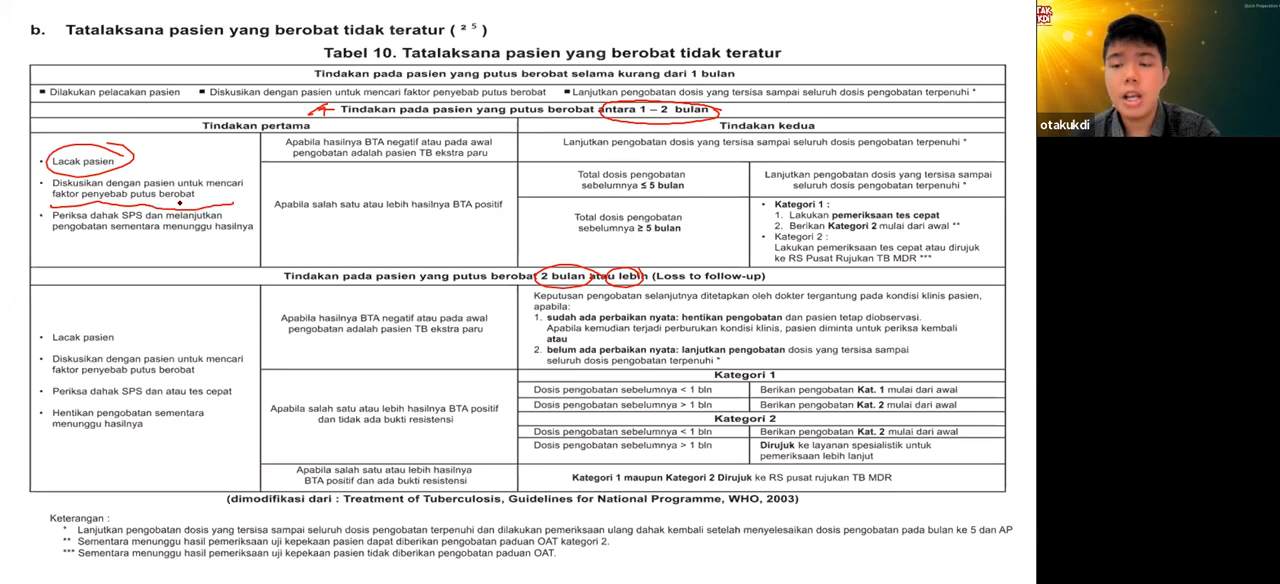 b. Tatalaksana pasien yang berobat tidak teratur ( ² ⁵ )
Tabel 10. Tatalaksana pasien yang berobat tidak teratur
Tindakan pada pasien yang putus berobat selama kurang dari 1 bulan
▪ Dilakukan pelacakan pasien ▪ Diskusikan dengan pasien untuk mencari faktor penyebab putus berobat ▪ Lanjutkan pengobatan dosis yang tersisa sampai seluruh dosis pengobatan terpenuhi *
Tindakan pada pasien yang putus berobat antara 1 – 2 bulan
Tindakan pertama
Tindakan kedua
• Lacak pasien
• Diskusikan dengan pasien untuk mencari
faktor penyebab putus berobat
• Periksa dahak SPS dan melanjutkan
pengobatan sementara menunggu hasilnya
Apabila hasilnya BTA negatif atau pada awal
pengobatan adalah pasien TB ekstra paru
Lanjutkan pengobatan dosis yang tersisa sampai seluruh dosis pengobatan terpenuhi *
Apabila salah satu atau lebih hasilnya BTA positif
Total dosis pengobatan
sebelumnya ≤ 5 bulan
Lanjutkan pengobatan dosis yang tersisa sampai
seluruh dosis pengobatan terpenuhi *
Total dosis pengobatan
sebelumnya ≥ 5 bulan
• Kategori 1 :
1. Lakukan pemeriksaan tes cepat
2. Berikan Kategori 2 mulai dari awal **
• Kategori 2 :
Lakukan pemeriksaan tes cepat atau dirujuk
ke RS Pusat Rujukan TB MDR ***
Tindakan pada pasien yang putus berobat 2 bulan atau lebih (Loss to follow-up)
• Lacak pasien
• Diskusikan dengan pasien untuk mencari
faktor penyebab putus berobat
• Periksa dahak SPS dan atau tes cepat
• Hentikan pengobatan sementara
menunggu hasilnya
Apabila hasilnya BTA negatif atau pada awal
pengobatan adalah pasien TB ekstra paru
Keputusan pengobatan selanjutnya ditetapkan oleh dokter tergantung pada kondisi klinis pasien,
apabila:
1. sudah ada perbaikan nyata: hentikan pengobatan dan pasien tetap diobservasi.
Apabila kemudian terjadi perburukan kondisi klinis, pasien diminta untuk periksa kembali
atau
2. belum ada perbaikan nyata: lanjutkan pengobatan dosis yang tersisa sampai
seluruh dosis pengobatan terpenuhi *
Apabila salah satu atau lebih hasilnya BTA positif
dan tidak ada bukti resistensi
Kategori 1
Dosis pengobatan sebelumnya < 1 bln
Berikan pengobatan Kat. 1 mulai dari awal
Dosis pengobatan sebelumnya > 1 bln
Berikan pengobatan Kat. 2 mulai dari awal
Kategori 2
Dosis pengobatan sebelumnya < 1 bln
Berikan pengobatan Kat. 2 mulai dari awal
Dosis pengobatan sebelumnya > 1 bln
Dirujuk ke layanan spesialistik untuk
pemeriksaan lebih lanjut
Apabila salah satu atau lebih hasilnya
BTA positif dan ada bukti resistensi
Kategori 1 maupun Kategori 2 Dirujuk ke RS pusat rujukan TB MDR
(dimodifikasi dari : Treatment of Tuberculosis, Guidelines for National Programme, WHO, 2003)
Keterangan :
* Lanjutkan pengobatan dosis yang tersisa sampai seluruh dosis pengobatan terpenuhi dan dilakukan pemeriksaan ulang dahak kembali setelah menyelesaikan dosis pengobatan pada bulan ke 5 dan AP
** Sementara menunggu hasil pemeriksaan uji kepekaan pasien dapat diberikan pengobatan paduan OAT kategori 2.
*** Sementara menunggu hasil pemeriksaan uji kepekaan pasien tidak diberikan pengobatan paduan OAT.
TAK
KDI
Quick Preparation
otakukdi